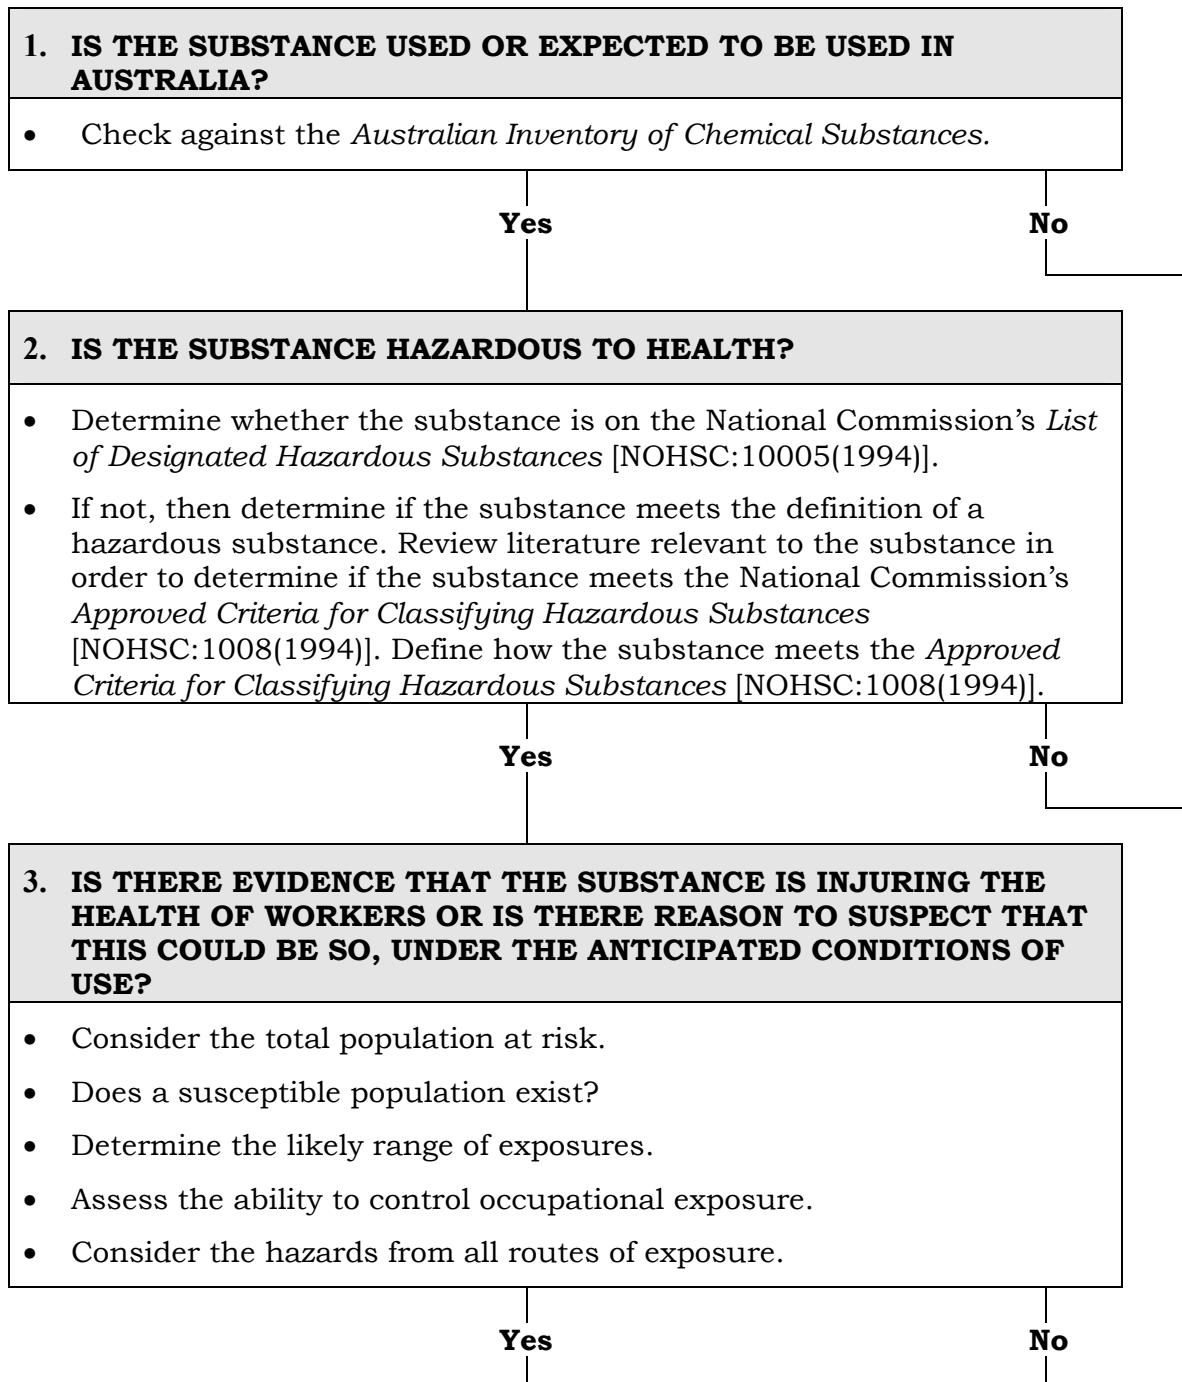 1. IS THE SUBSTANCE USED OR EXPECTED TO BE USED IN
AUSTRALIA?
• Check against the Australian Inventory of Chemical Substances.
Yes
No
2. IS THE SUBSTANCE HAZARDOUS TO HEALTH?
• Determine whether the substance is on the National Commission's List
of Designated Hazardous Substances [NOHSC:10005(1994)].
• If not, then determine if the substance meets the definition of a
hazardous substance. Review literature relevant to the substance in
order to determine if the substance meets the National Commission's
Approved Criteria for Classifying Hazardous Substances
[NOHSC:1008(1994)]. Define how the substance meets the Approved
Criteria for Classifying Hazardous Substances [NOHSC:1008(1994)].
Yes
No
3. IS THERE EVIDENCE THAT THE SUBSTANCE IS INJURING THE
HEALTH OF WORKERS OR IS THERE REASON TO SUSPECT THAT
THIS COULD BE SO, UNDER THE ANTICIPATED CONDITIONS OF
USE?
• Consider the total population at risk.
• Does a susceptible population exist?
• Determine the likely range of exposures.
• Assess the ability to control occupational exposure.
• Consider the hazards from all routes of exposure.
Yes
No